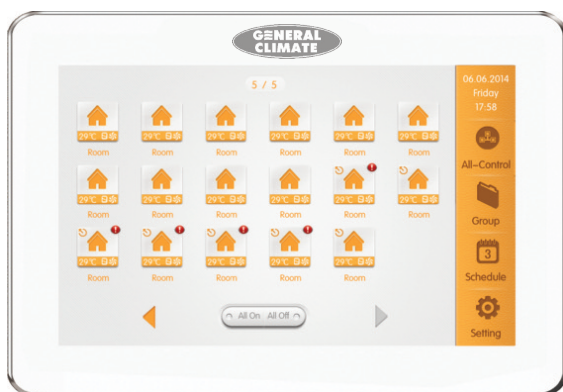 GENERAL
CLIMATE
5 / 5
29°C 29°C 29°C 29°C 29°C 29°C
Room Room Room Room Room Room
29°C 29°C 29°C 29°C 29°C 29°C
Room Room Room Room Room Room
29°C 29°C 29°C 29°C 29°C
Room Room Room Room Room
All On All Off
06.06.2014
Friday
17:58
All-Control
Group
3
Schedule
Setting